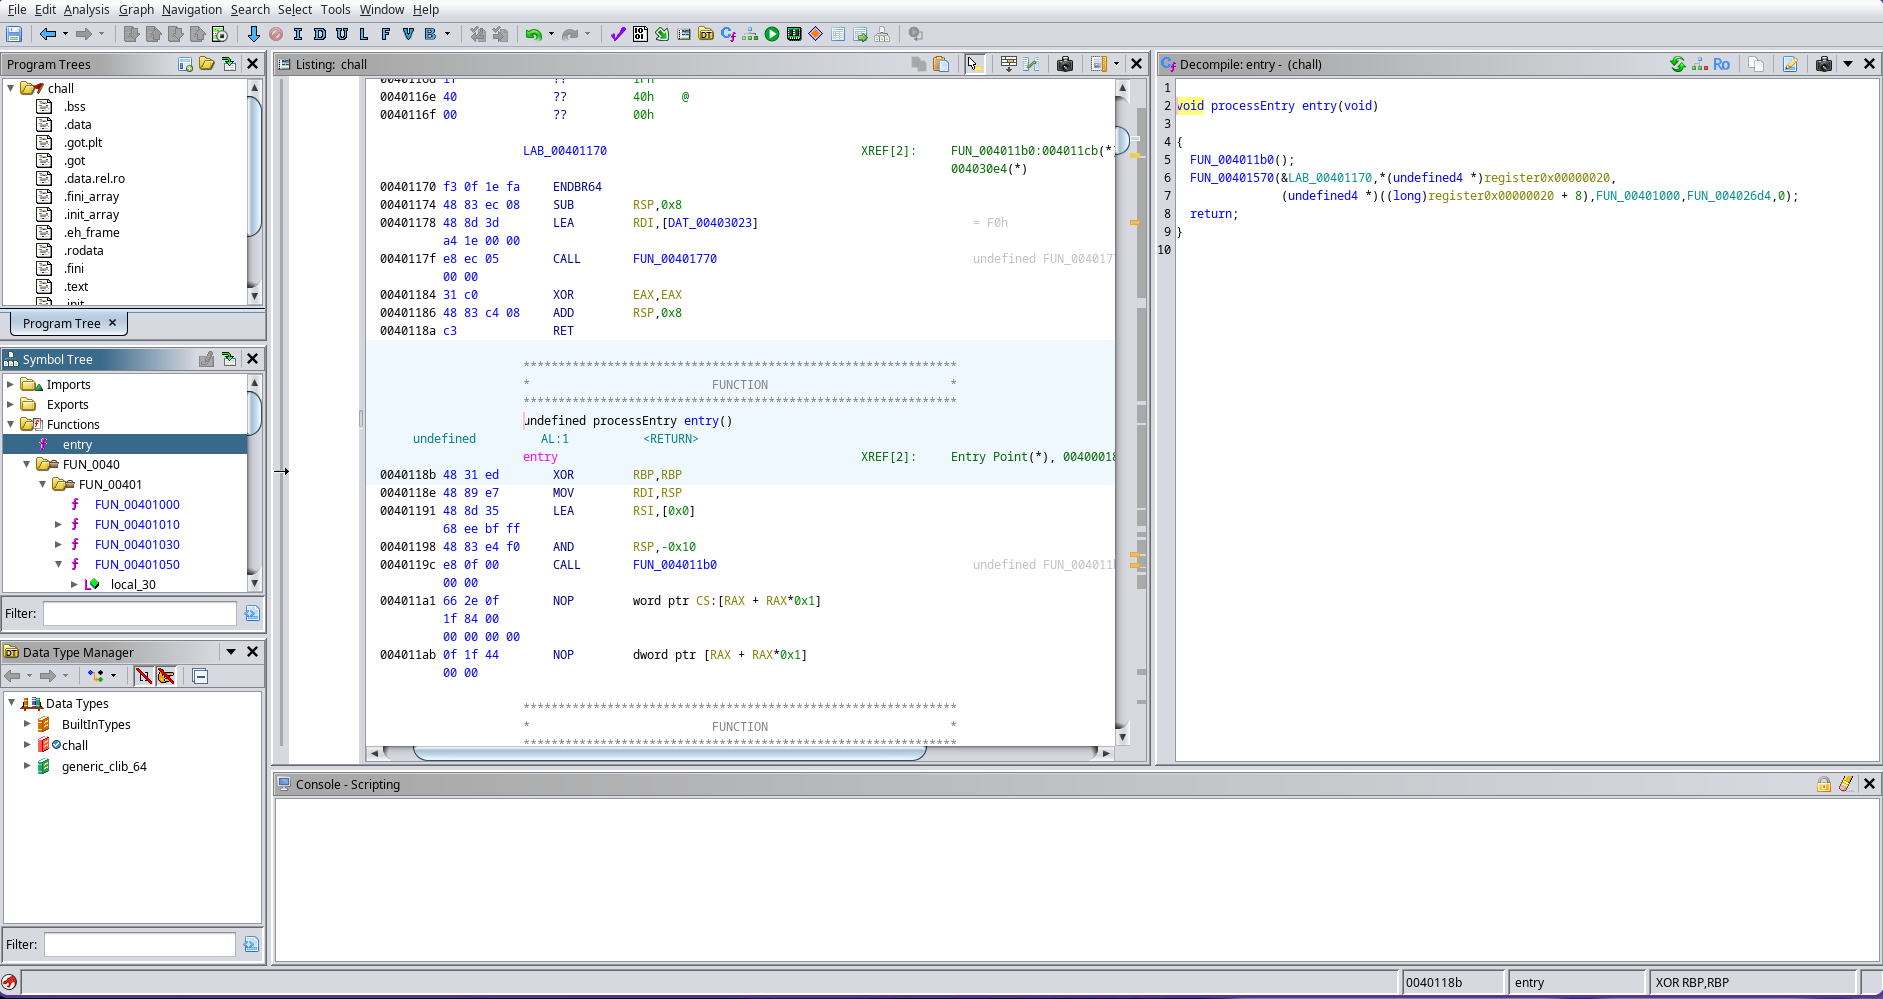 File Edit Analysis Graph Navigation Search Select Tools Window Help
I D U L F V B
Program Trees
chall
.bss
.data
.got.plt
.got
.data.rel.ro
.fini_array
.init_array
.eh_frame
.rodata
.fini
.text
.init
Program Tree
Symbol Tree
Imports
Exports
Functions
entry
FUN_0040
FUN_00401
FUN_00401000
FUN_00401010
FUN_00401030
FUN_00401050
local_30
Filter:
Data Type Manager
Data Types
BuiltInTypes
chall
generic_clib_64
Filter:
Listing: chall
0040116d 1f ?? 1Fh
0040116e 40 ?? 40h @
0040116f 00 ?? 00h
LAB_00401170 XREF[2]: FUN_004011b0:004011cb(*)
004030e4(*)
00401170 f3 0f 1e fa ENDBR64
00401174 48 83 ec 08 SUB RSP,0x8
00401178 48 8d 3d LEA RDI,[DAT_00403023] = F0h
a4 1e 00 00
0040117f e8 ec 05 CALL FUN_00401770 undefined FUN_004017
00 00
00401184 31 c0 XOR EAX,EAX
00401186 48 83 c4 08 ADD RSP,0x8
0040118a c3 RET
**************************************************************
* FUNCTION *
**************************************************************
undefined processEntry entry()
undefined AL:1 <RETURN>
entry XREF[2]: Entry Point(*), 00400018
0040118b 48 31 ed XOR RBP,RBP
0040118e 48 89 e7 MOV RDI,RSP
00401191 48 8d 35 LEA RSI,[0x0]
68 ee bf ff
00401198 48 83 e4 f0 AND RSP,-0x10
0040119c e8 0f 00 CALL FUN_004011b0 undefined FUN_004011
00 00
004011a1 66 2e 0f NOP word ptr CS:[RAX + RAX*0x1]
1f 84 00
00 00 00 00
004011ab 0f 1f 44 NOP dword ptr [RAX + RAX*0x1]
00 00
**************************************************************
* FUNCTION *
**************************************************************
Decompile: entry - (chall)
Ro
1
2 void processEntry entry(void)
3
4 {
5 FUN_004011b0();
6 FUN_00401570(&LAB_00401170,*(undefined4 *)register0x00000020,
7 (undefined4 *)((long)register0x00000020 + 8),FUN_00401000,FUN_004026d4,0);
8 return;
9 }
10
Console - Scripting
0040118b entry XOR RBP,RBP